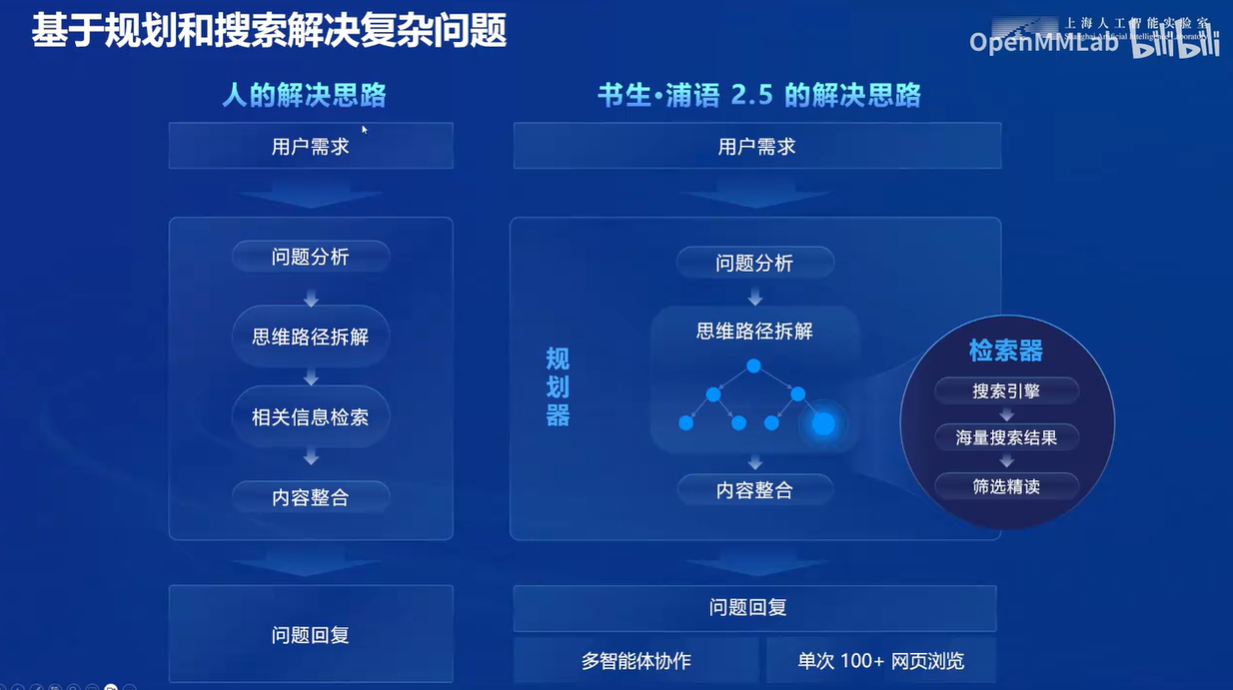 基于规划和搜索解决复杂问题
上海人工智能实验室
Shanghai Artificial Intelligence Laboratory
OpenMMLab bilibili
人的解决思路
用户需求
问题分析
思维路径拆解
相关信息检索
内容整合
问题回复
书生·浦语 2.5 的解决思路
用户需求
规划器
问题分析
思维路径拆解
内容整合
检索器
搜索引擎
海量搜索结果
筛选精读
问题回复
多智能体协作
单次 100+ 网页浏览